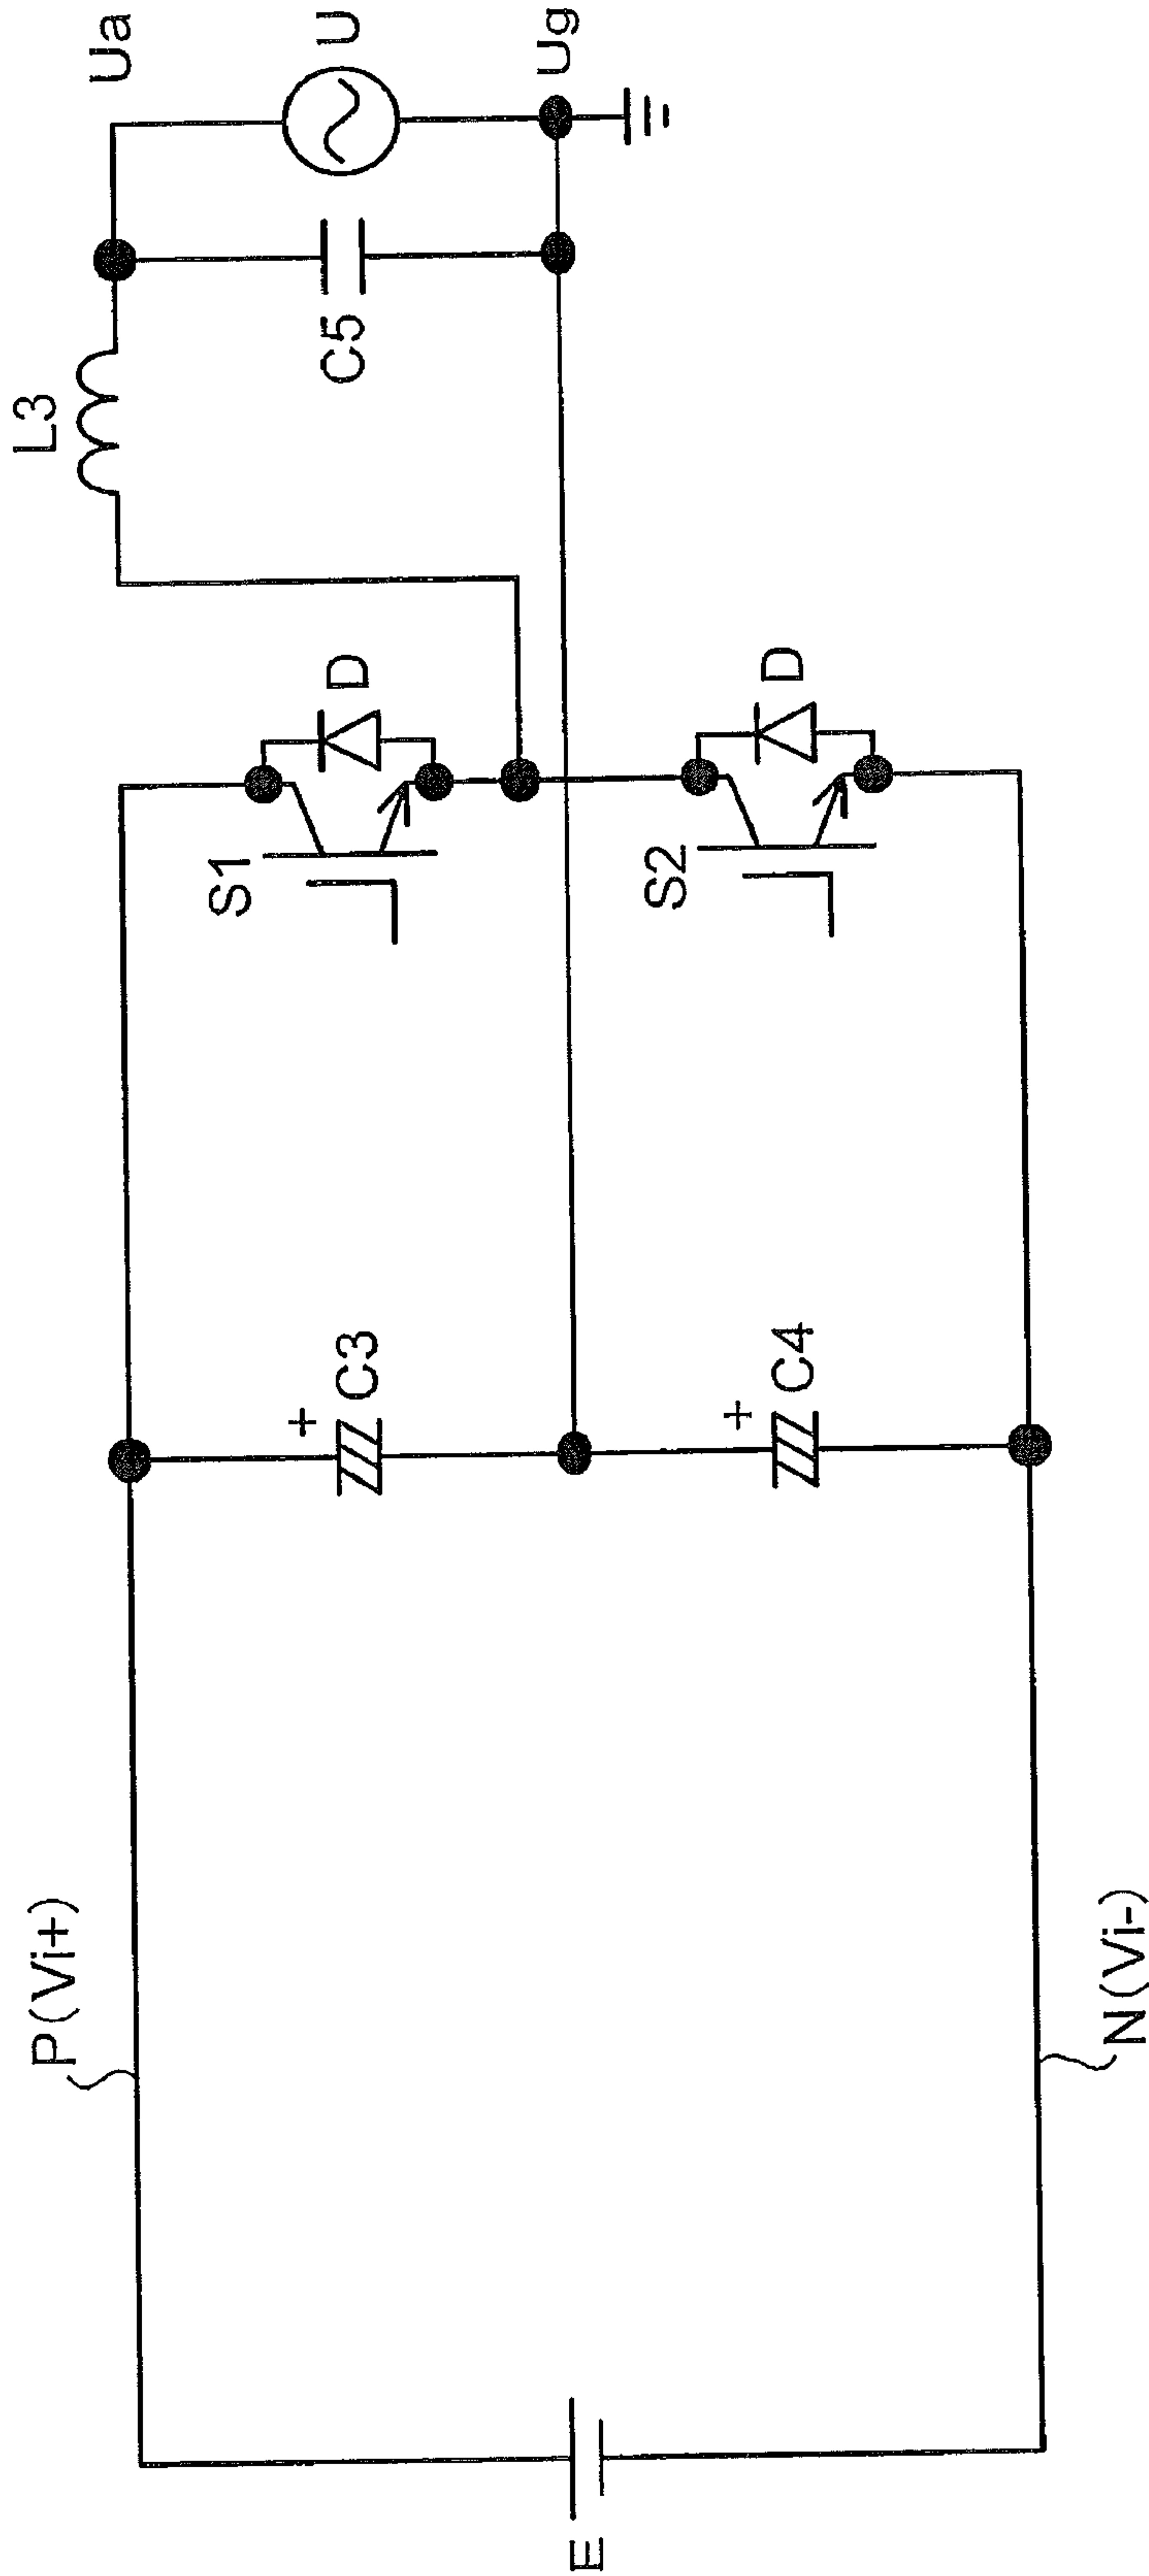 E
P(Vi+)
N(Vi-)
+
C3
+
C4
S1
D
S2
D
L3
C5
Ua
U
Ug